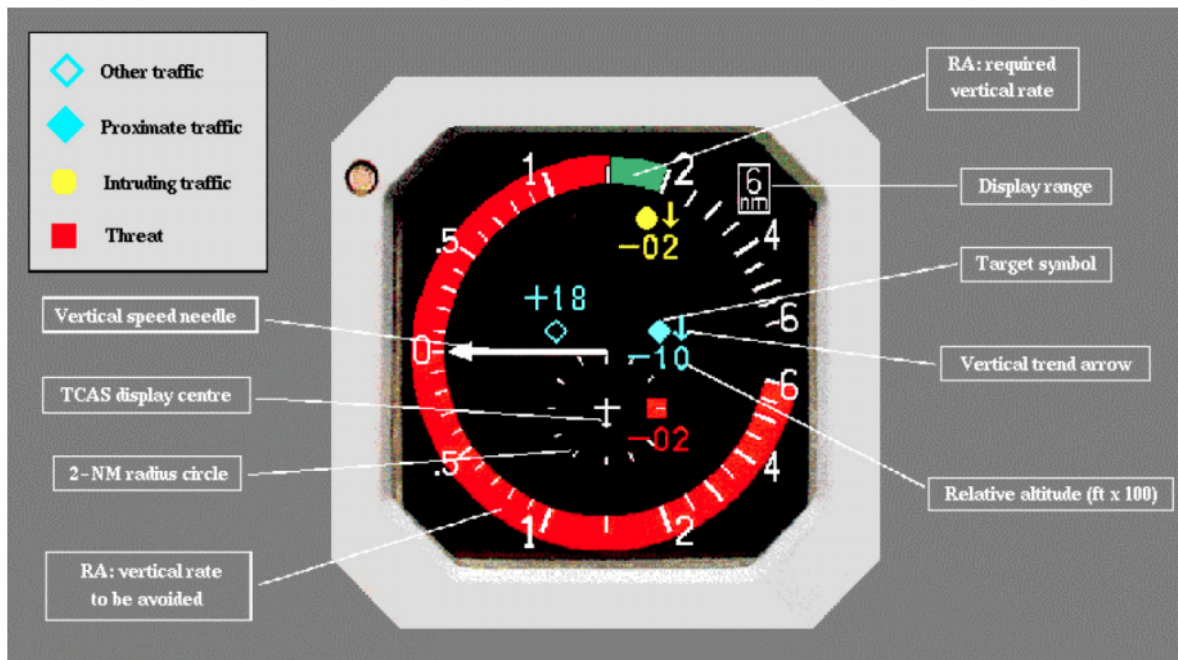 Other traffic
Proximate traffic
Intruding traffic
Threat
RA: required
vertical rate
Display range
Target symbol
Vertical trend arrow
Relative altitude (ft x 100)
Vertical speed needle
TCAS display centre
2-NM radius circle
RA: vertical rate
to be avoided
1
2
6
nm
.5
4
-02
+18
6
0
-10
6
-02
.5
4
1
2